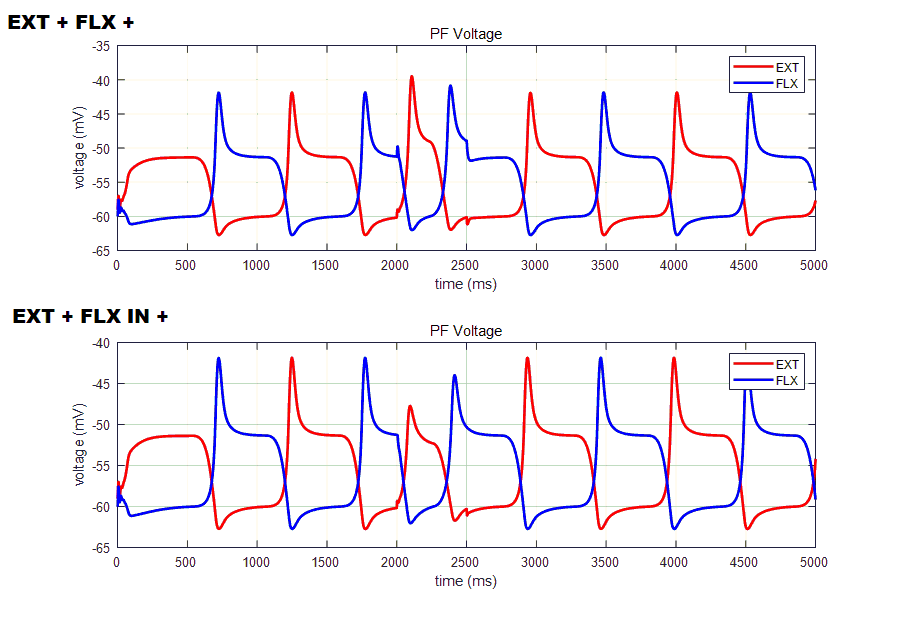 EXT + FLX +
PF Voltage
-35
-40
-45
-50
-55
-60
-65
voltage (mV)
EXT
FLX
0 500 1000 1500 2000 2500 3000 3500 4000 4500 5000
time (ms)
EXT + FLX IN +
PF Voltage
-40
-45
-50
-55
-60
-65
voltage (mV)
EXT
FLX
0 500 1000 1500 2000 2500 3000 3500 4000 4500 5000
time (ms)